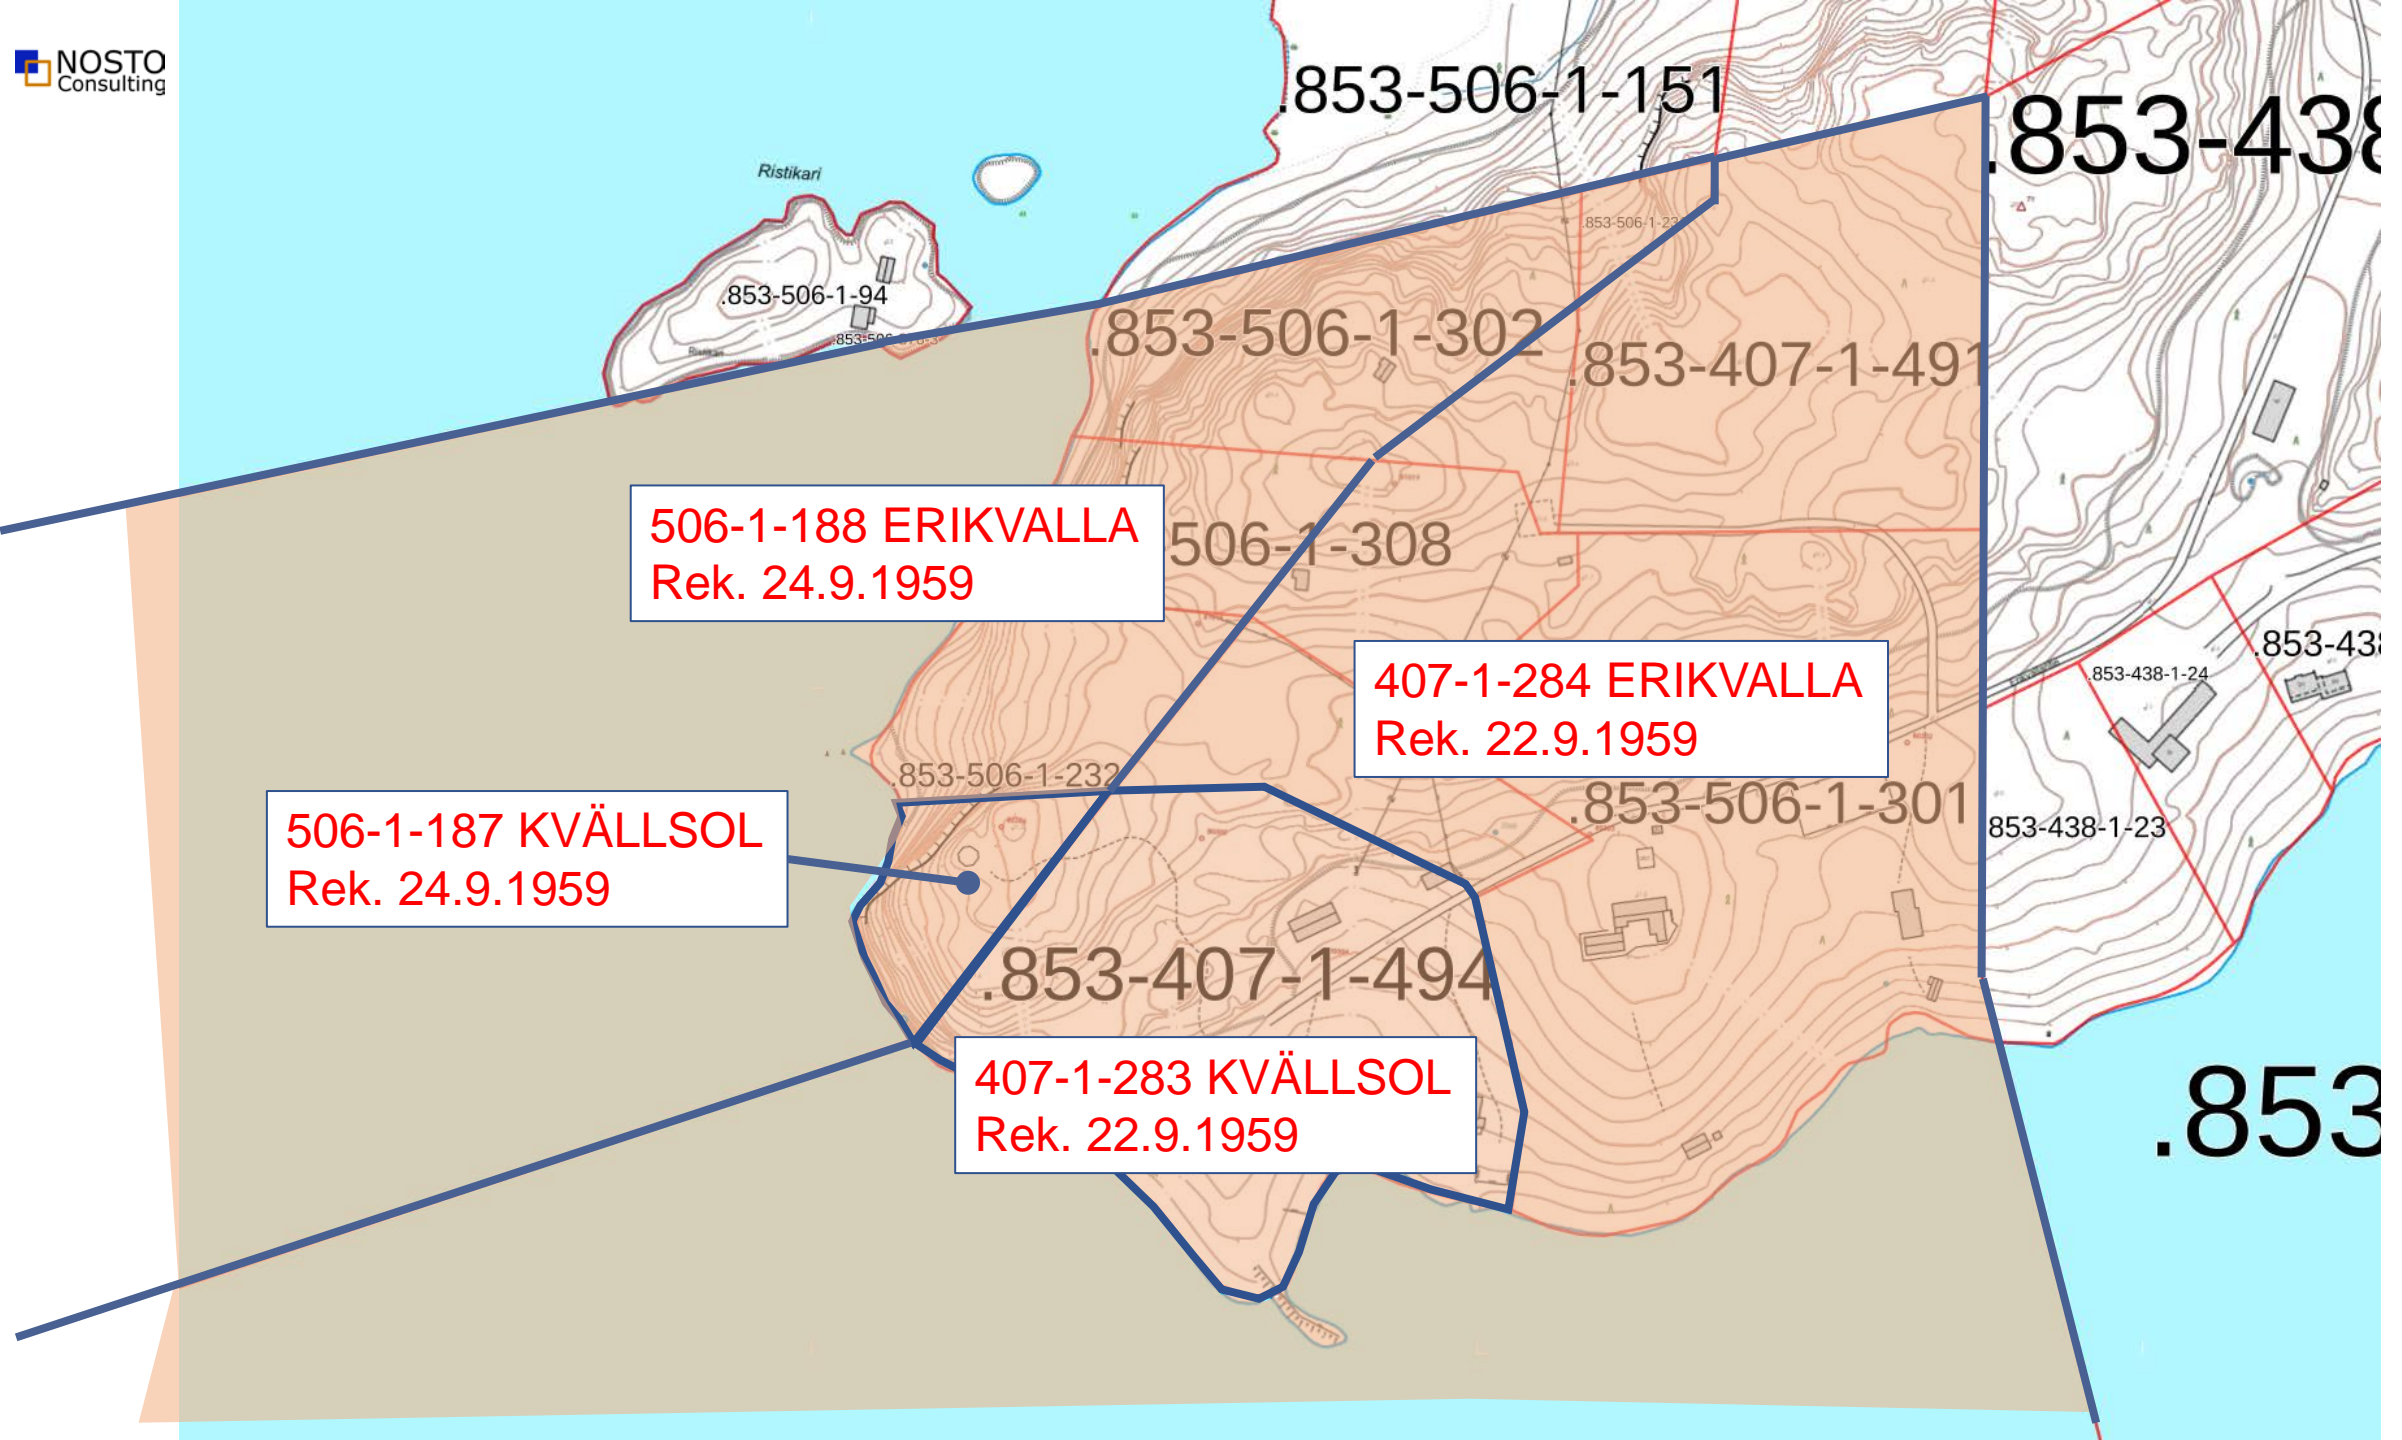 NOSTO
Consulting
.853-506-1-151
.853-438
Ristikari
.853-506-1-94
.853-506-1-302
.853-407-1-491
506-1-188 ERIKVALLA
Rek. 24.9.1959
506-1-308
407-1-284 ERIKVALLA
Rek. 22.9.1959
.853-438
.853-438-1-24
.853-506-1-232
506-1-187 KVÄLLSOL
Rek. 24.9.1959
.853-506-1-301
853-438-1-23
.853-407-1-494
407-1-283 KVÄLLSOL
Rek. 22.9.1959
.853